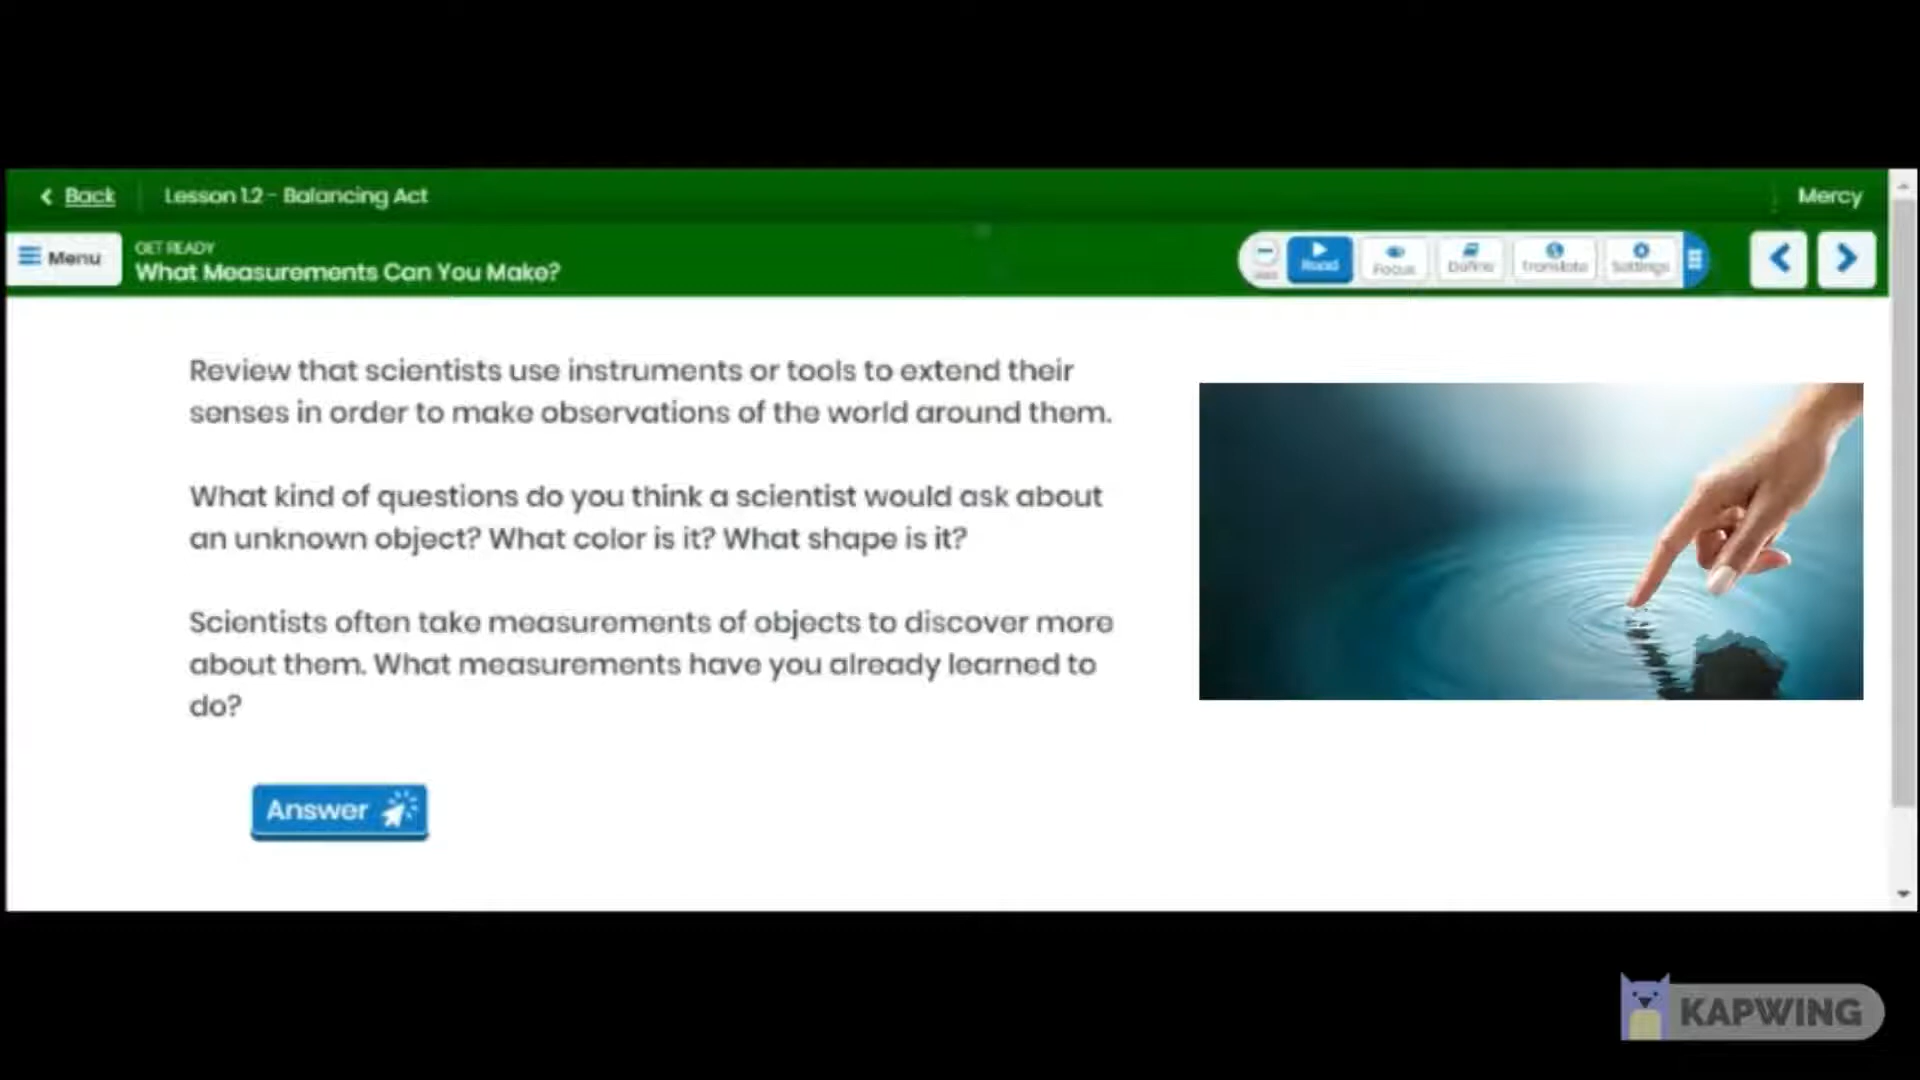 Back
Lesson 1.2 - Balancing Act
Mercy
Menu
GET READY
What Measurements Can You Make?
Read
Focus
Define
Translate
Settings
Review that scientists use instruments or tools to extend their
senses in order to make observations of the world around them.
What kind of questions do you think a scientist would ask about
an unknown object? What color is it? What shape is it?
Scientists often take measurements of objects to discover more
about them. What measurements have you already learned to
do?
Answer
KAPWING